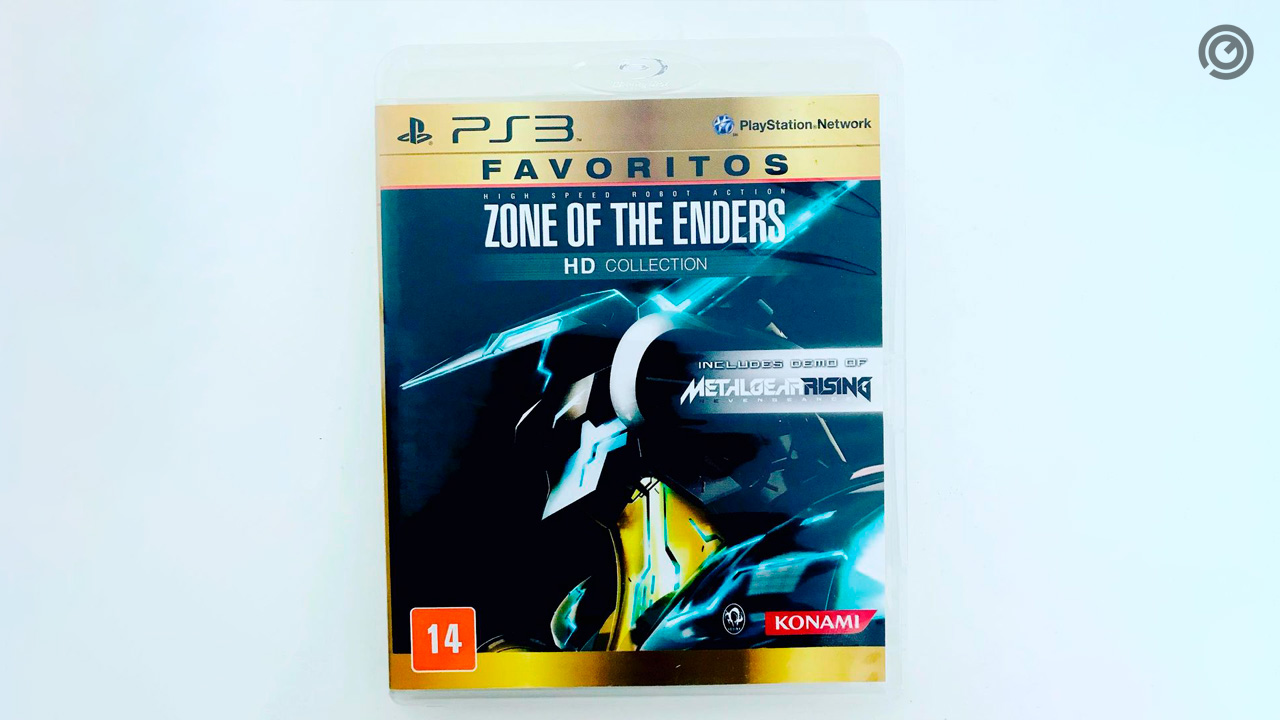 PS3
PlayStation Network
FAVORITOS
HIGH SPEED ROBOT ACTION
ZONE OF THE ENDERS
HD COLLECTION
INCLUDES DEMO OF
METAL GEAR RISING
REVENGEANCE
14
KONAMI